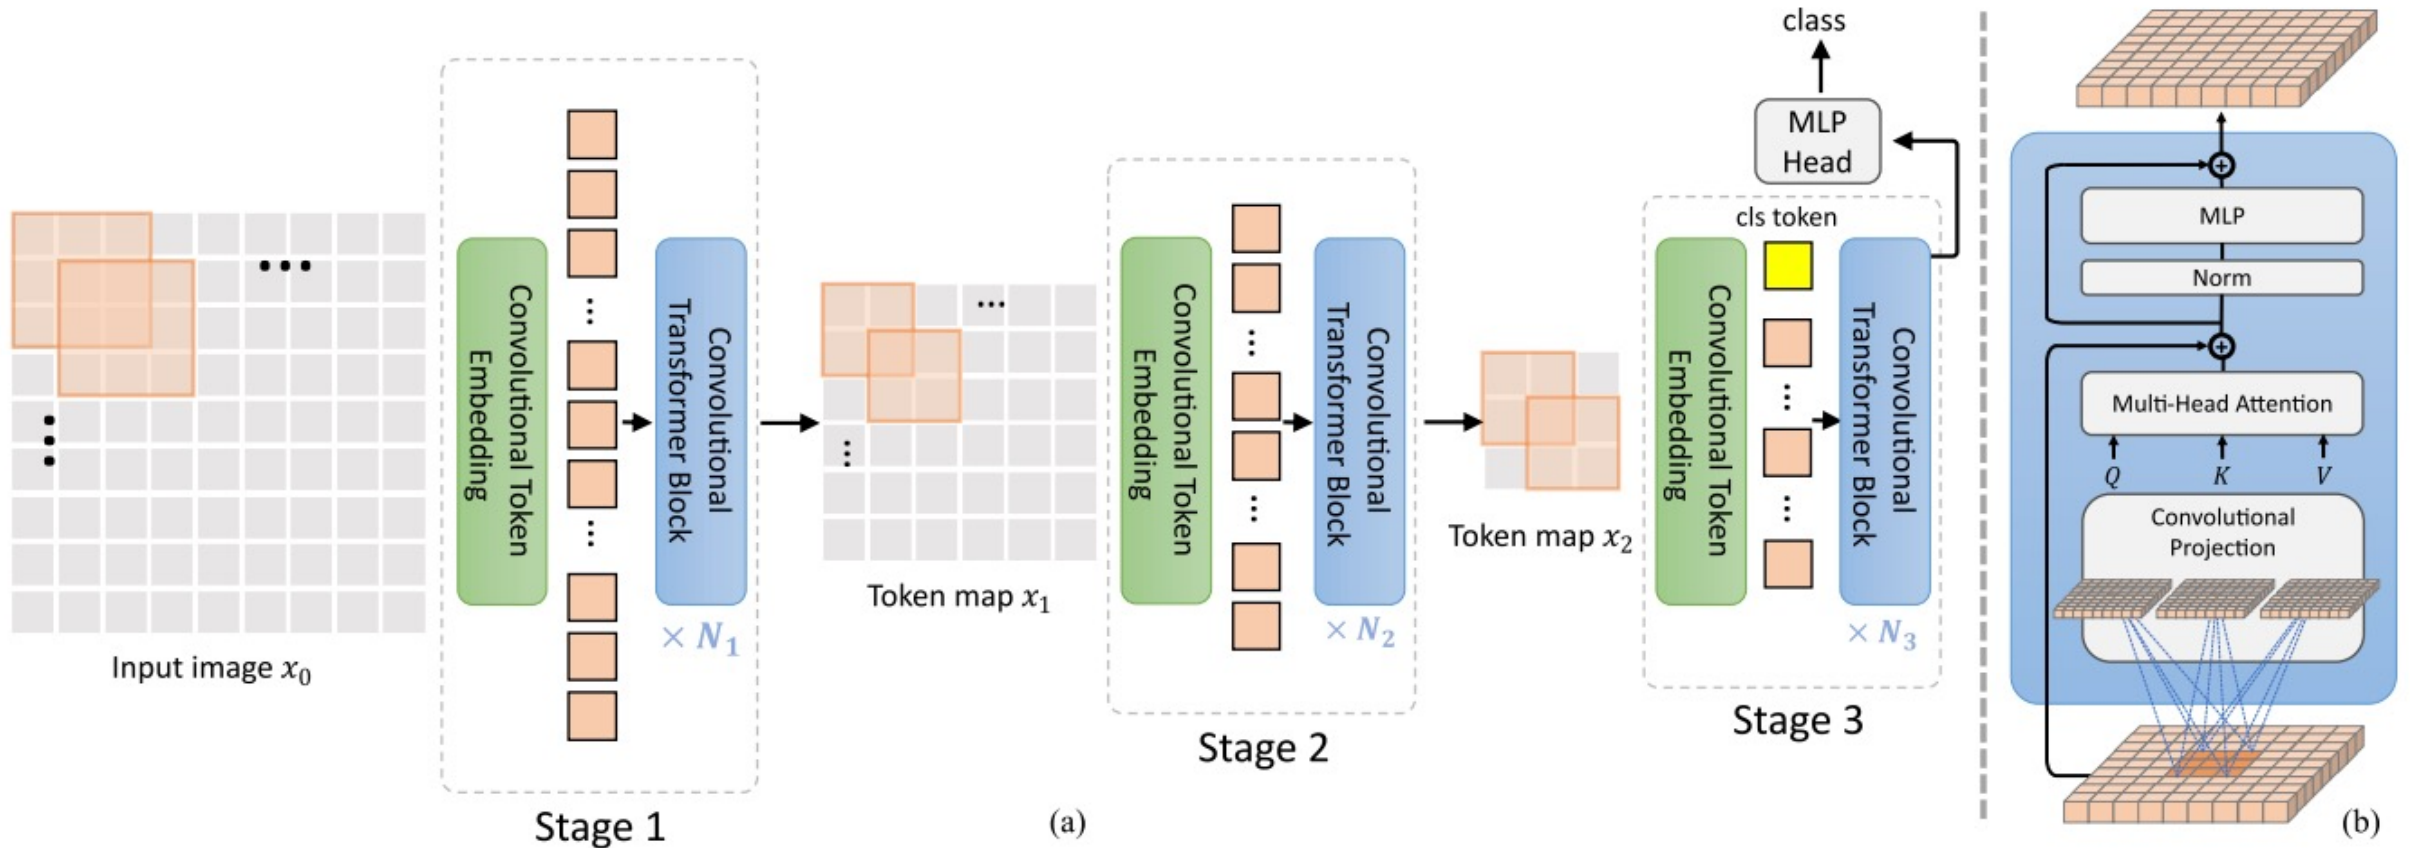 Input image x₀
Convolutional Token
Embedding
Convolutional
Transformer Block
× N₁
Stage 1
Token map x₁
Convolutional Token
Embedding
Convolutional
Transformer Block
× N₂
Stage 2
Token map x₂
class
MLP
Head
cls token
Convolutional Token
Embedding
Convolutional
Transformer Block
× N₃
Stage 3
(a)
MLP
Norm
Multi-Head Attention
Q K V
Convolutional
Projection
(b)